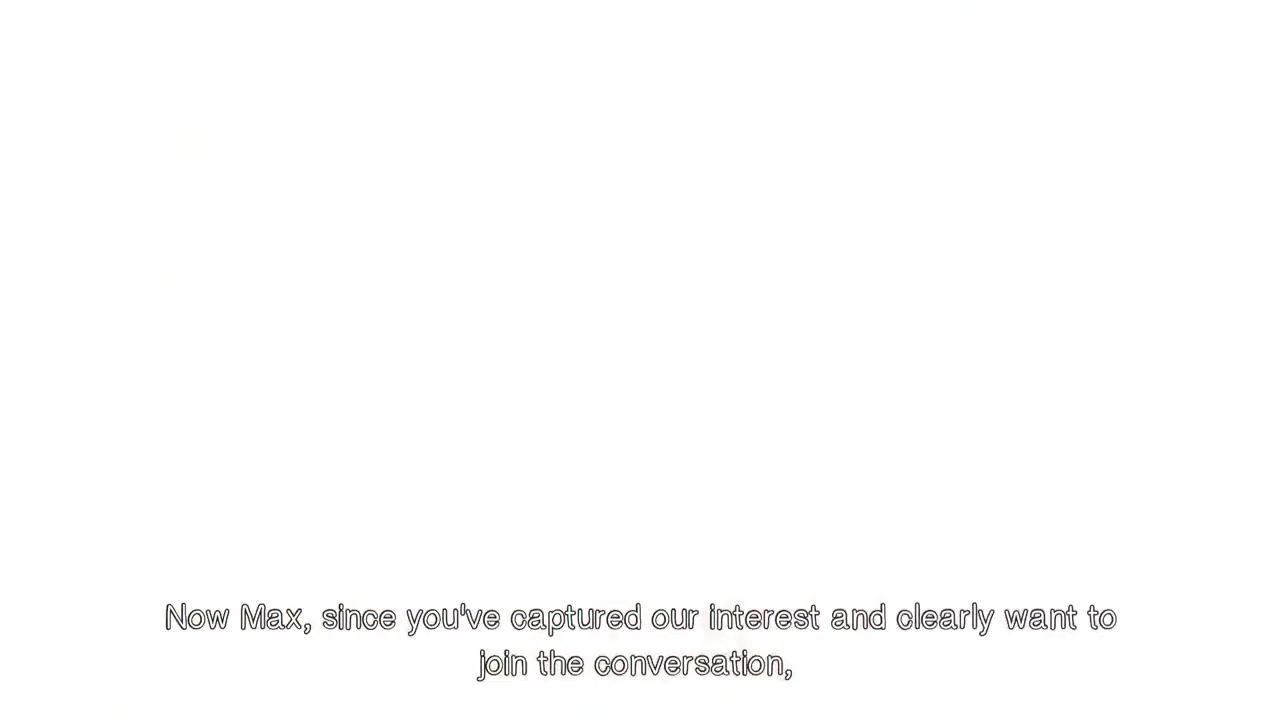 Now Max, since you've captured our interest and clearly want to
join the conversation,